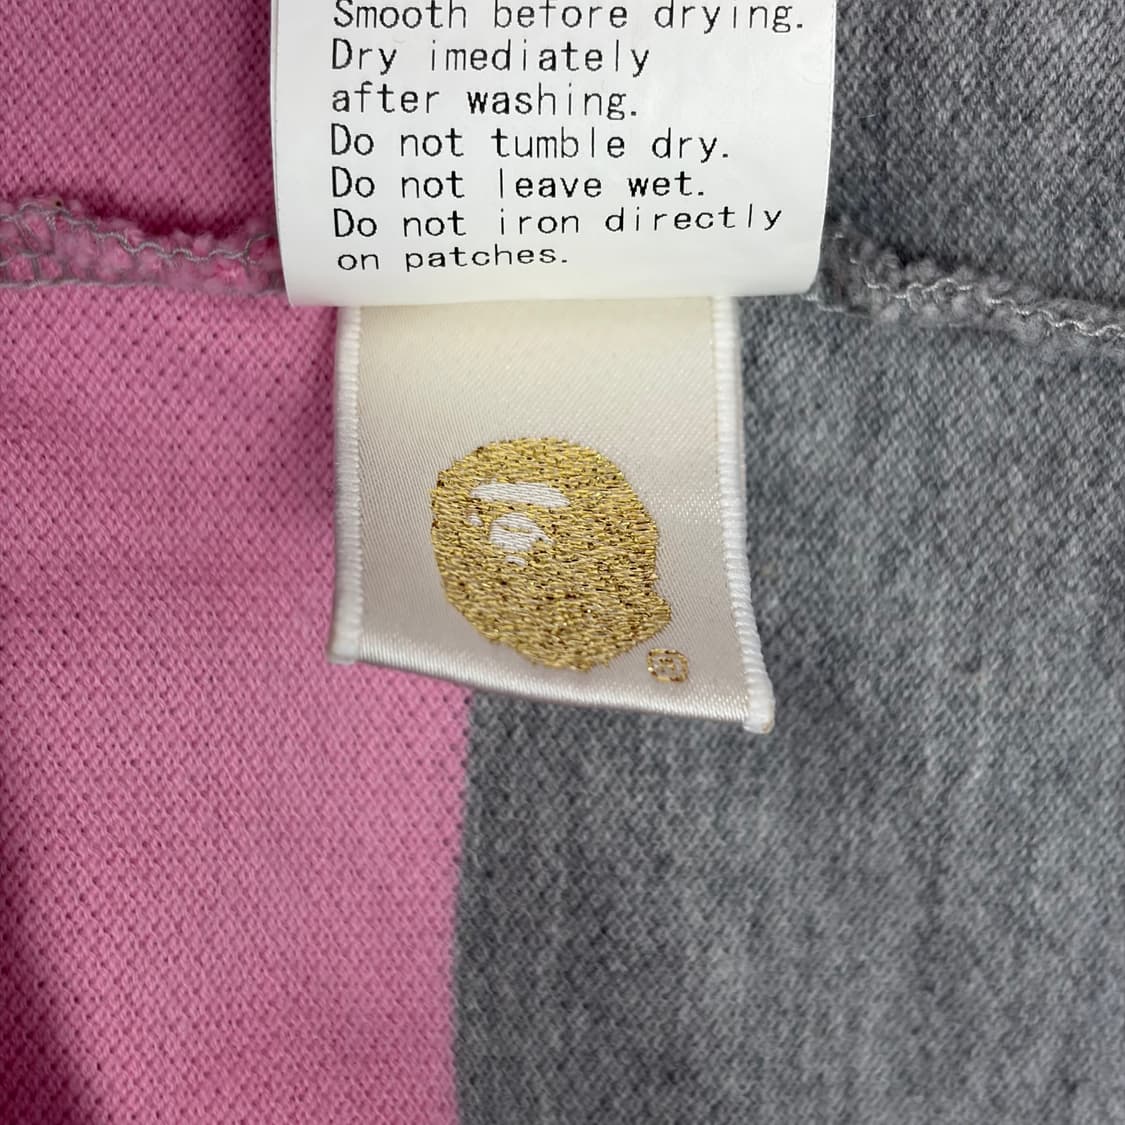 Smooth before drying.
Dry imediately
after washing.
Do not tumble dry.
Do not leave wet.
Do not iron directly
on patches.
®